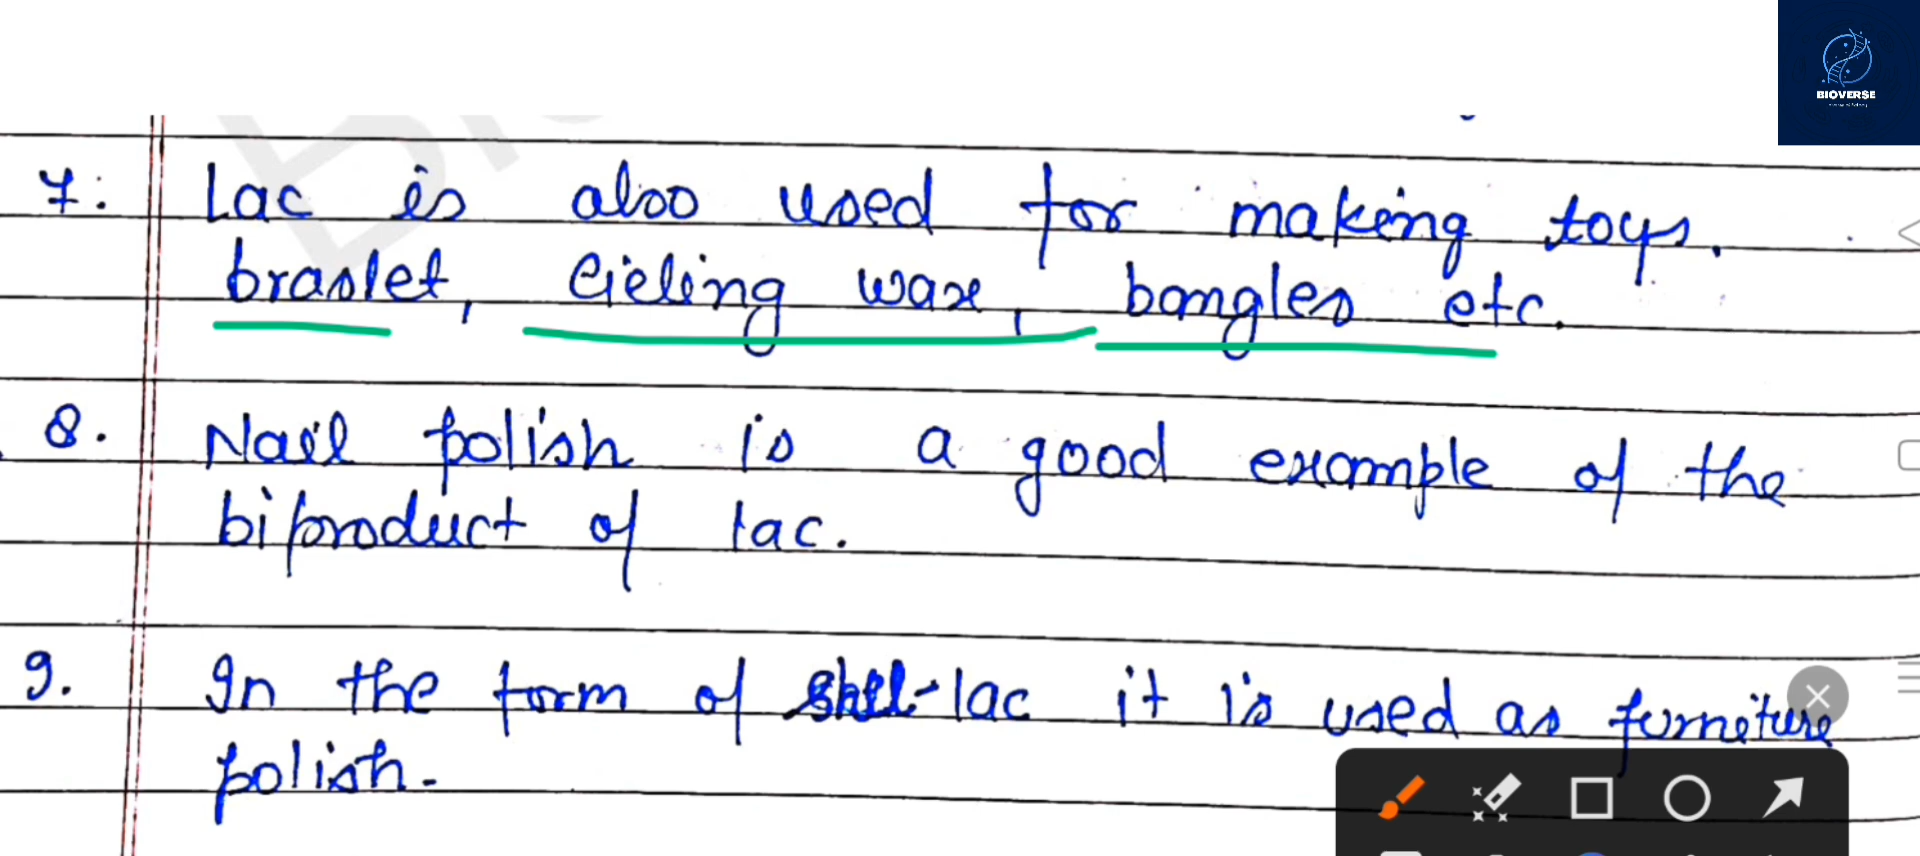 BIOVERSE
7. Lac is also used for making toys.
braslet, Cieling wax, bangles etc.
8. Nail polish is a good example of the
biproduct of lac.
9. In the form of shel-lac it is used as furniture
polish.